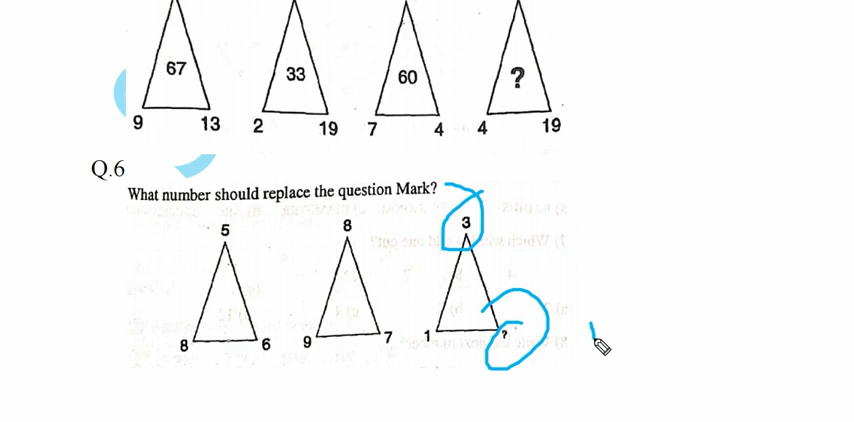 67 33 60 ?
9 13 2 19 7 4 4 19
Q.6
What number should replace the question Mark?
5 8 3
8 6 9 7 1 ?